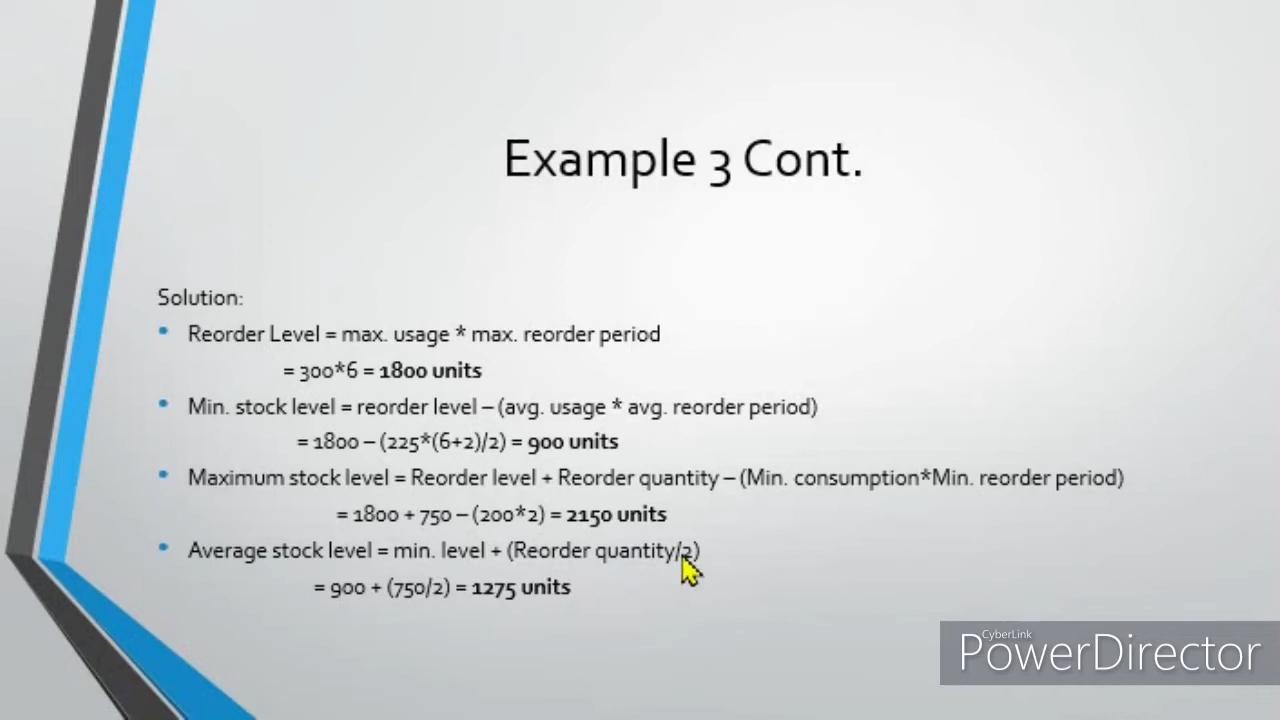 Example 3 Cont.
Solution:
• Reorder Level = max. usage * max. reorder period
= 300*6 = 1800 units
• Min. stock level = reorder level – (avg. usage * avg. reorder period)
= 1800 – (225*(6+2)/2) = 900 units
• Maximum stock level = Reorder level + Reorder quantity – (Min. consumption*Min. reorder period)
= 1800 + 750 – (200*2) = 2150 units
• Average stock level = min. level + (Reorder quantity/2)
= 900 + (750/2) = 1275 units
CyberLink
PowerDirector